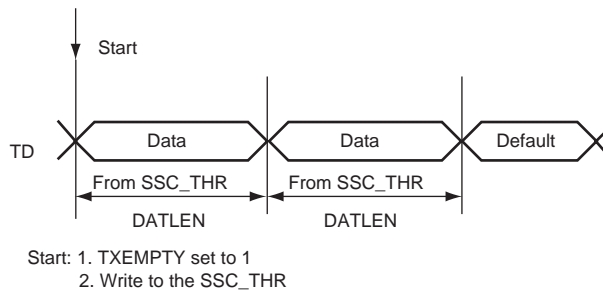 Start
TD
Data
Data
Default
From SSC_THR
From SSC_THR
DATLEN
DATLEN
Start: 1. TXEMPTY set to 1
2. Write to the SSC_THR